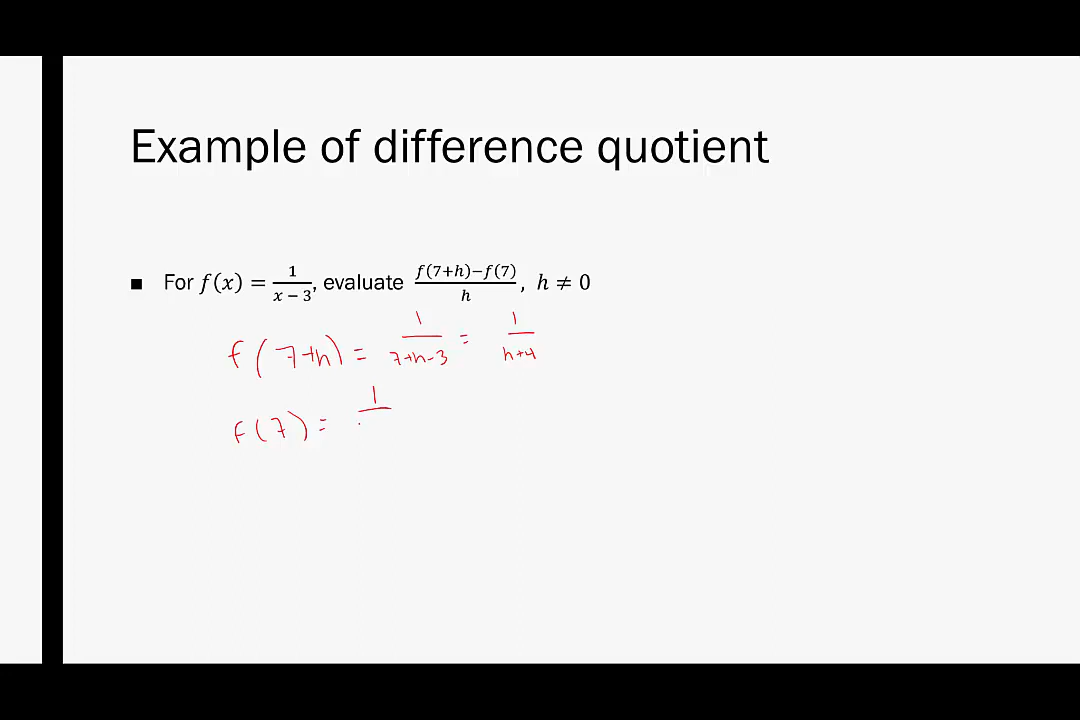 Example of difference quotient
■ For f(x) = 1/(x − 3), evaluate (f(7+h)−f(7))/h, h ≠ 0
f(7+h) = 1/(7+h-3) = 1/(h+4)
f(7) = 1/